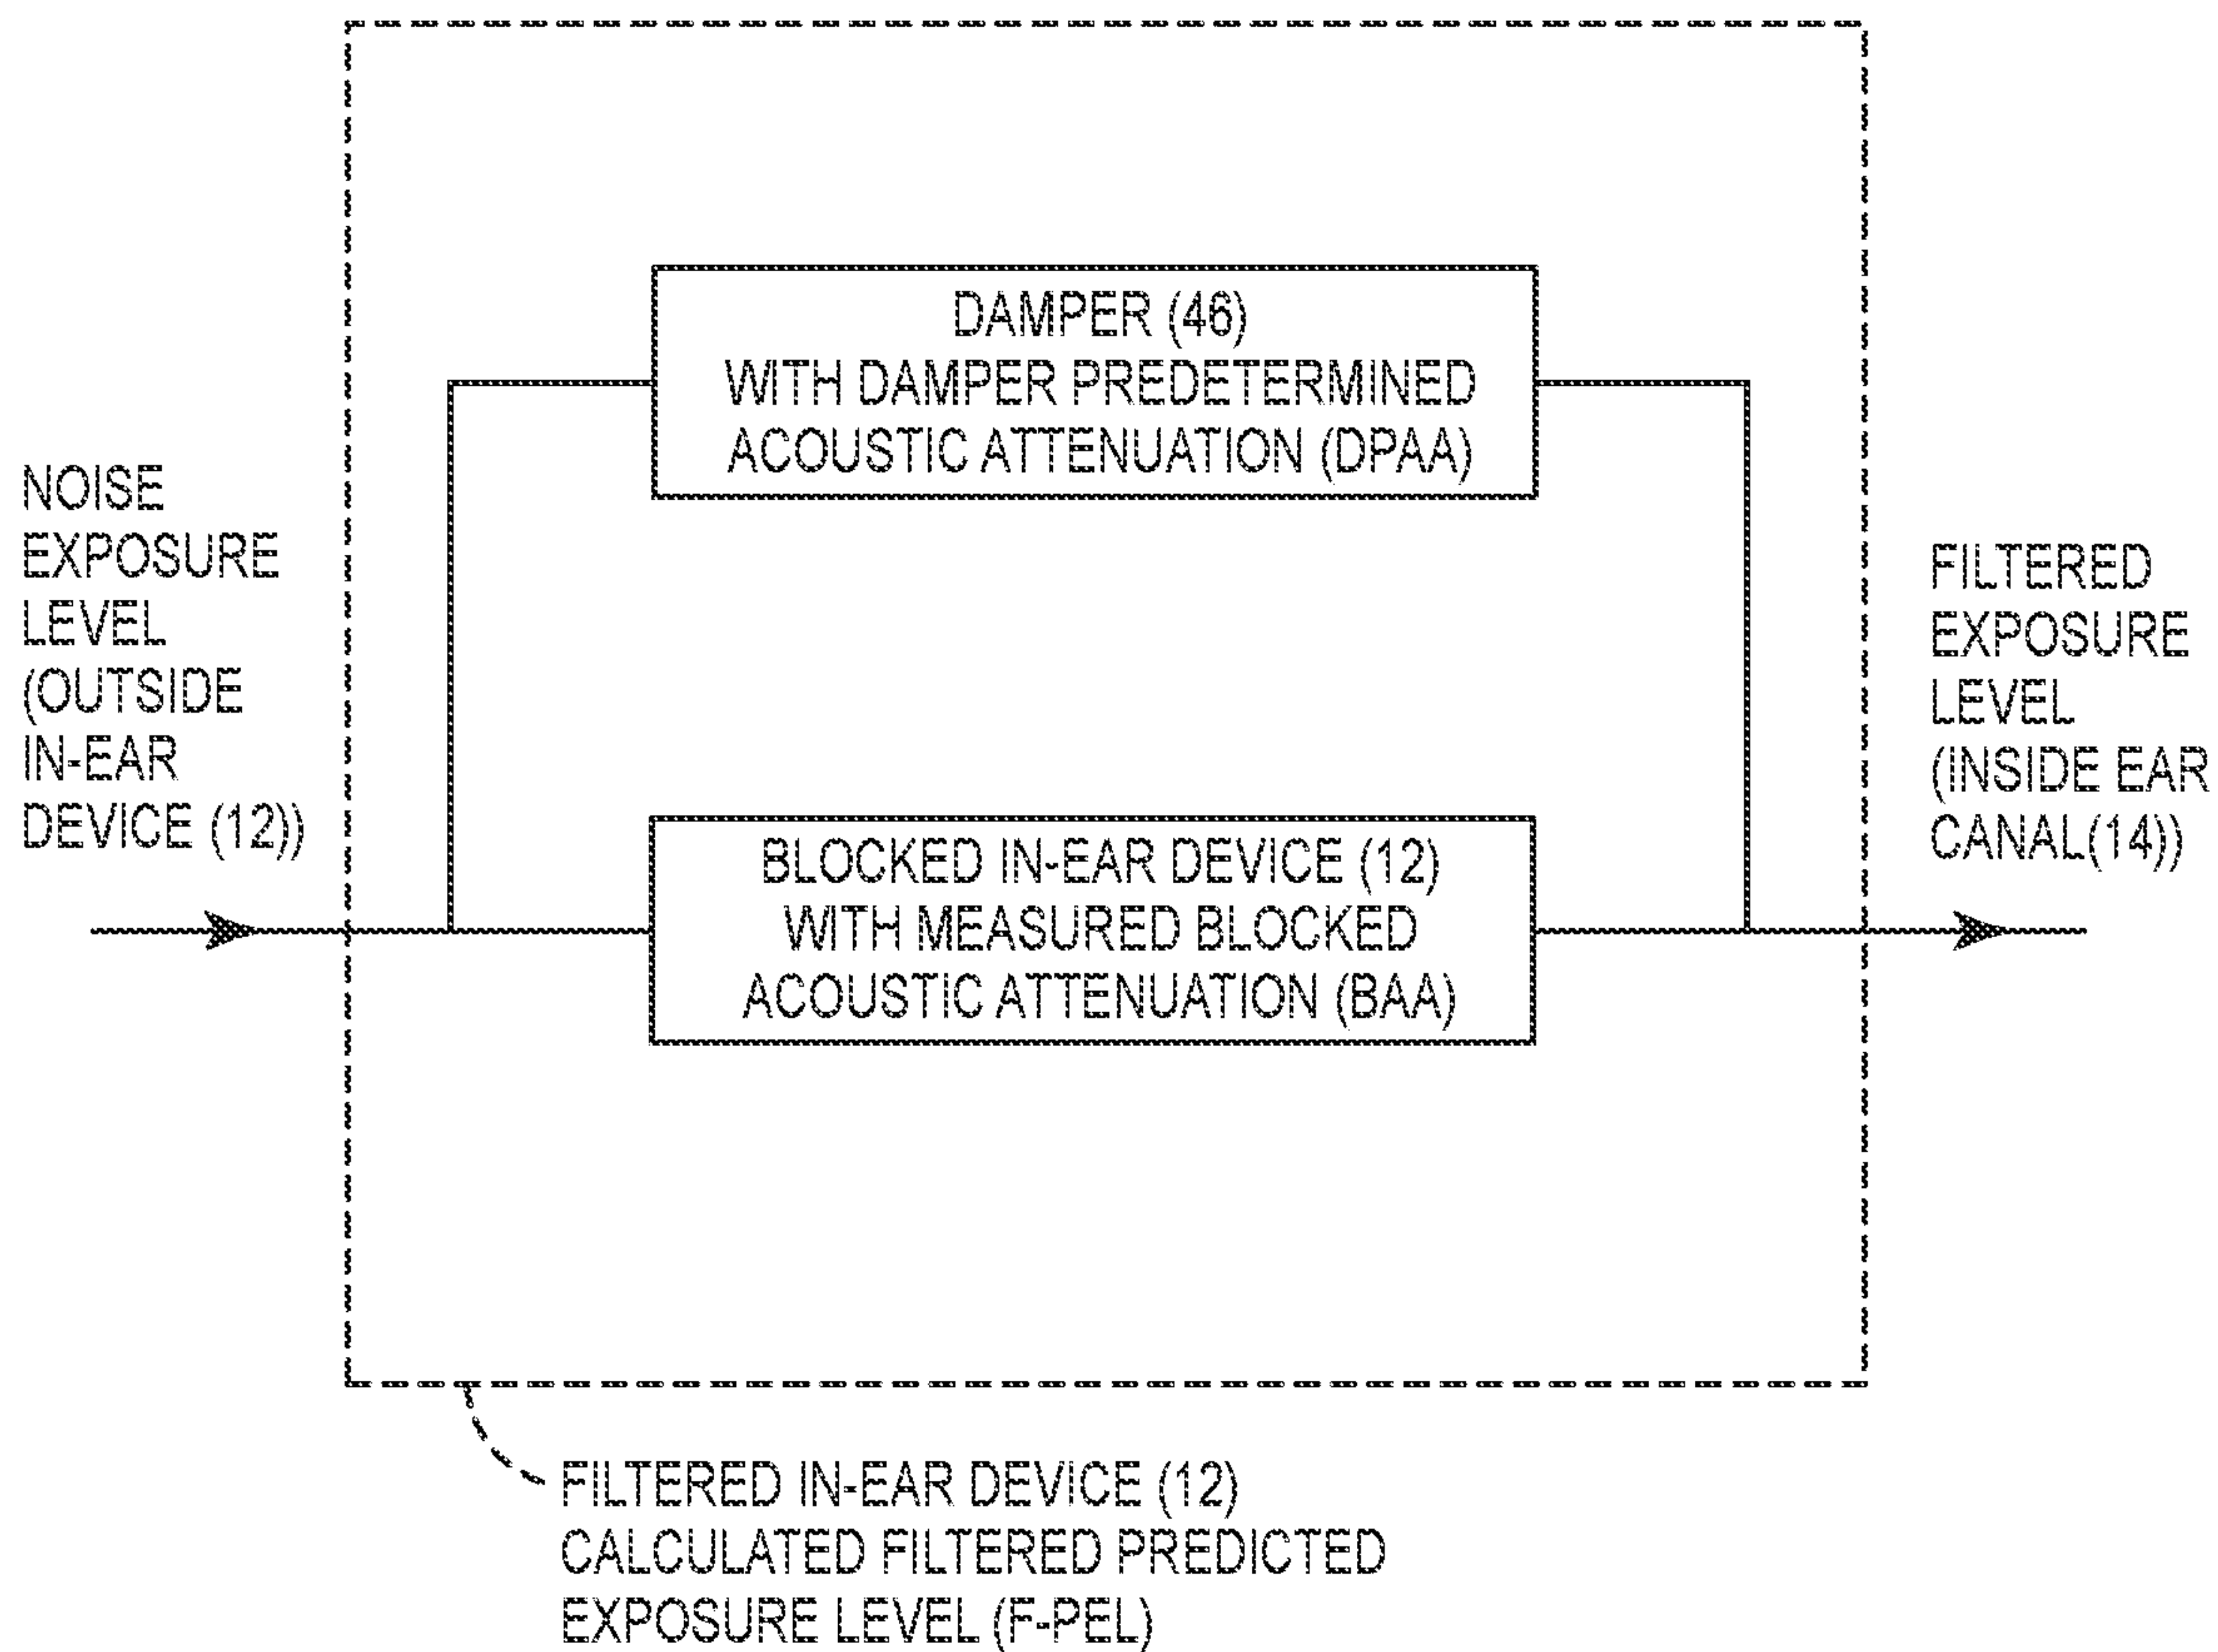 DAMPER (46)
WITH DAMPER PREDETERMINED
ACOUSTIC ATTENUATION (DPAA)
NOISE
EXPOSURE
LEVEL
(OUTSIDE
IN-EAR
DEVICE (12))
FILTERED
EXPOSURE
LEVEL
(INSIDE EAR
CANAL(14))
BLOCKED IN-EAR DEVICE (12)
WITH MEASURED BLOCKED
ACOUSTIC ATTENUATION (BAA)
FILTERED IN-EAR DEVICE (12)
CALCULATED FILTERED PREDICTED
EXPOSURE LEVEL (F-PEL)